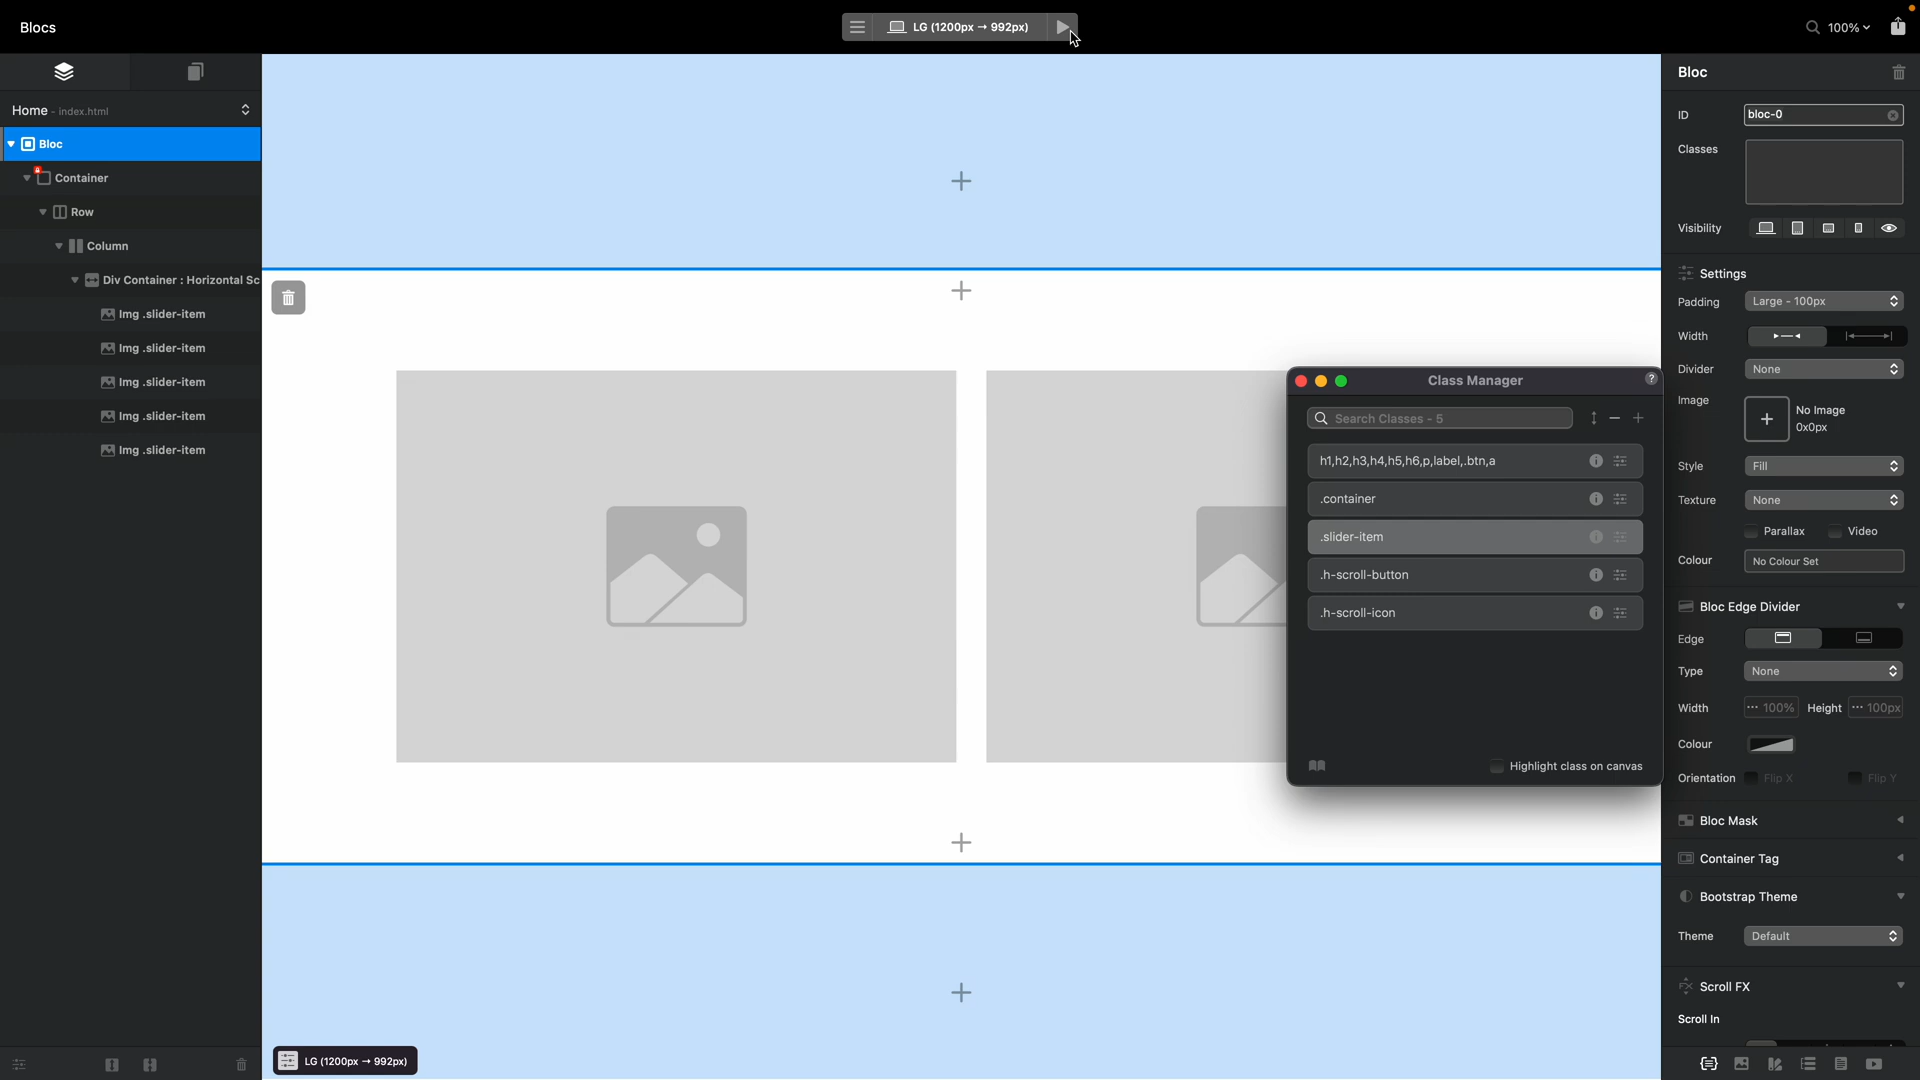 Blocs
LG (1200px → 992px)
100%
Home - index.html
Bloc
Container
Row
Column
Div Container : Horizontal Sc
Img .slider-item
Img .slider-item
Img .slider-item
Img .slider-item
Img .slider-item
LG (1200px → 992px)
Class Manager
?
Search Classes - 5
h1,h2,h3,h4,h5,h6,p,label,.btn,a
.container
.slider-item
.h-scroll-button
.h-scroll-icon
Highlight class on canvas
Bloc
ID bloc-0
Classes
Visibility
Settings
Padding Large - 100px
Width
Divider None
Image No Image
0x0px
Style Fill
Texture None
Parallax Video
Colour No Colour Set
Bloc Edge Divider
Edge
Type None
Width 100% Height 100px
Colour
Orientation Flip X Flip Y
Bloc Mask
Container Tag
Bootstrap Theme
Theme Default
Scroll FX
Scroll In